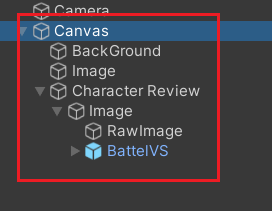 Camera
Canvas
BackGround
Image
Character Review
Image
RawImage
BattelVS